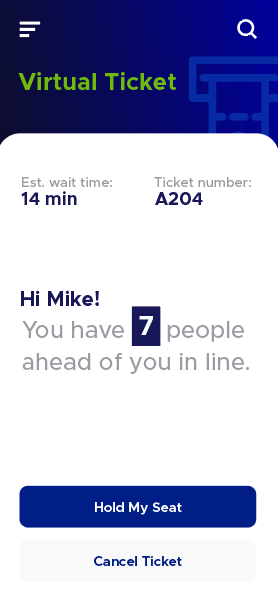 Virtual Ticket
Est. wait time: Ticket number:
14 min A204
Hi Mike!
You have 7 people
ahead of you in line.
Hold My Seat
Cancel Ticket